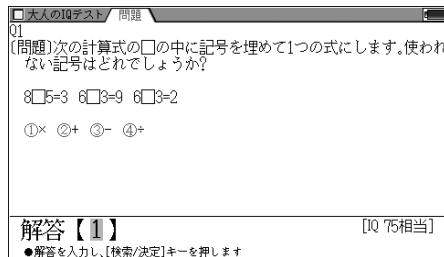 大人のIQテスト 問題
Q1
[問題]次の計算式の□の中に記号を埋めて1つの式にします。使われ
ない記号はどれでしょうか?
8□5=3 6□3=9 6□3=2
①× ②+ ③- ④÷
解答【1】 [IQ 75相当]
●解答を入力し、[検索/決定]キーを押します